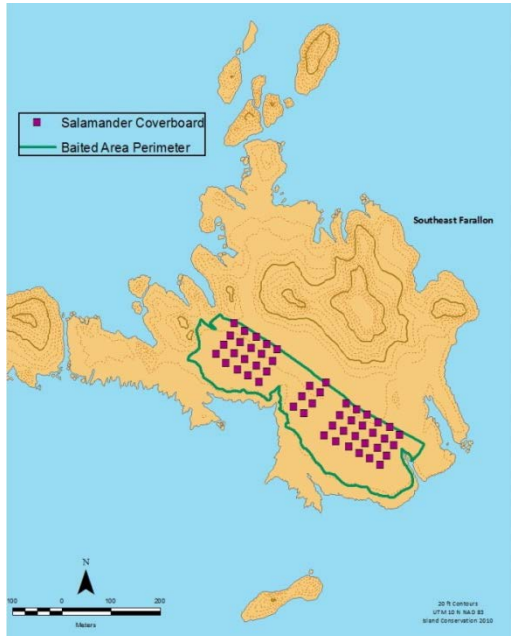 Salamander Coverboard
Baited Area Perimeter
Southeast Farallon
N
100 0 100 200
Meters
20 ft Contours
UTM 10 N NAD 83
Island Conservation 2010